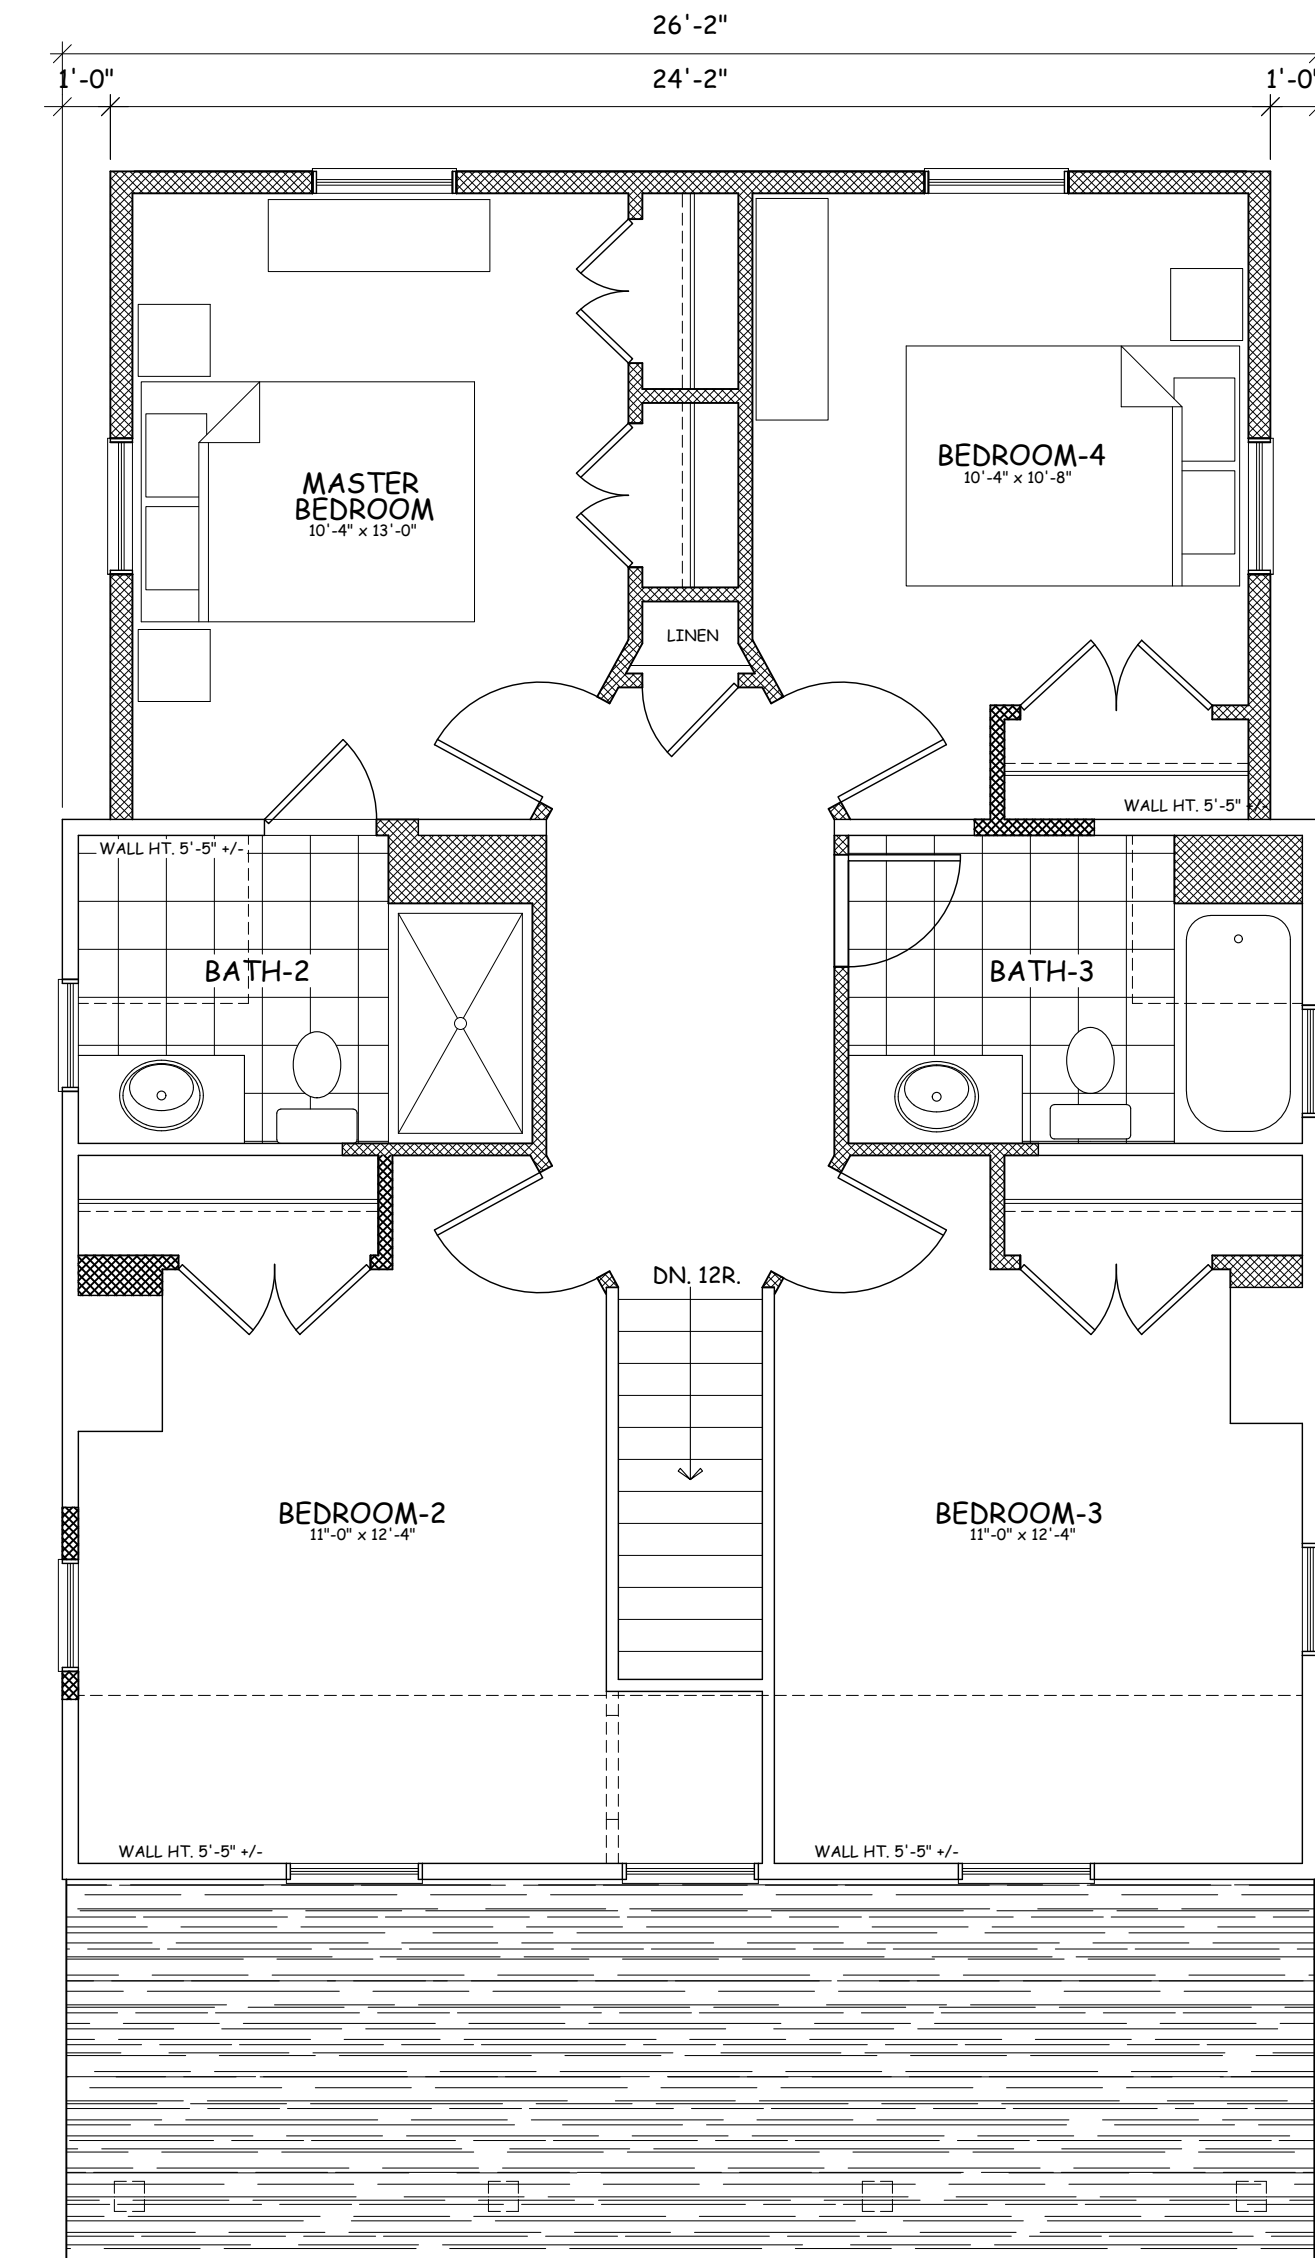 26'-2"
1'-0"
24'-2"
1'-0"
MASTER
BEDROOM
10'-4" x 13'-0"
BEDROOM-4
10'-4" x 10'-8"
LINEN
WALL HT. 5'-5" +/-
WALL HT. 5'-5" +/-
BATH-2
BATH-3
DN. 12R.
BEDROOM-2
11"-0" x 12'-4"
BEDROOM-3
11"-0" x 12'-4"
WALL HT. 5'-5" +/-
WALL HT. 5'-5" +/-